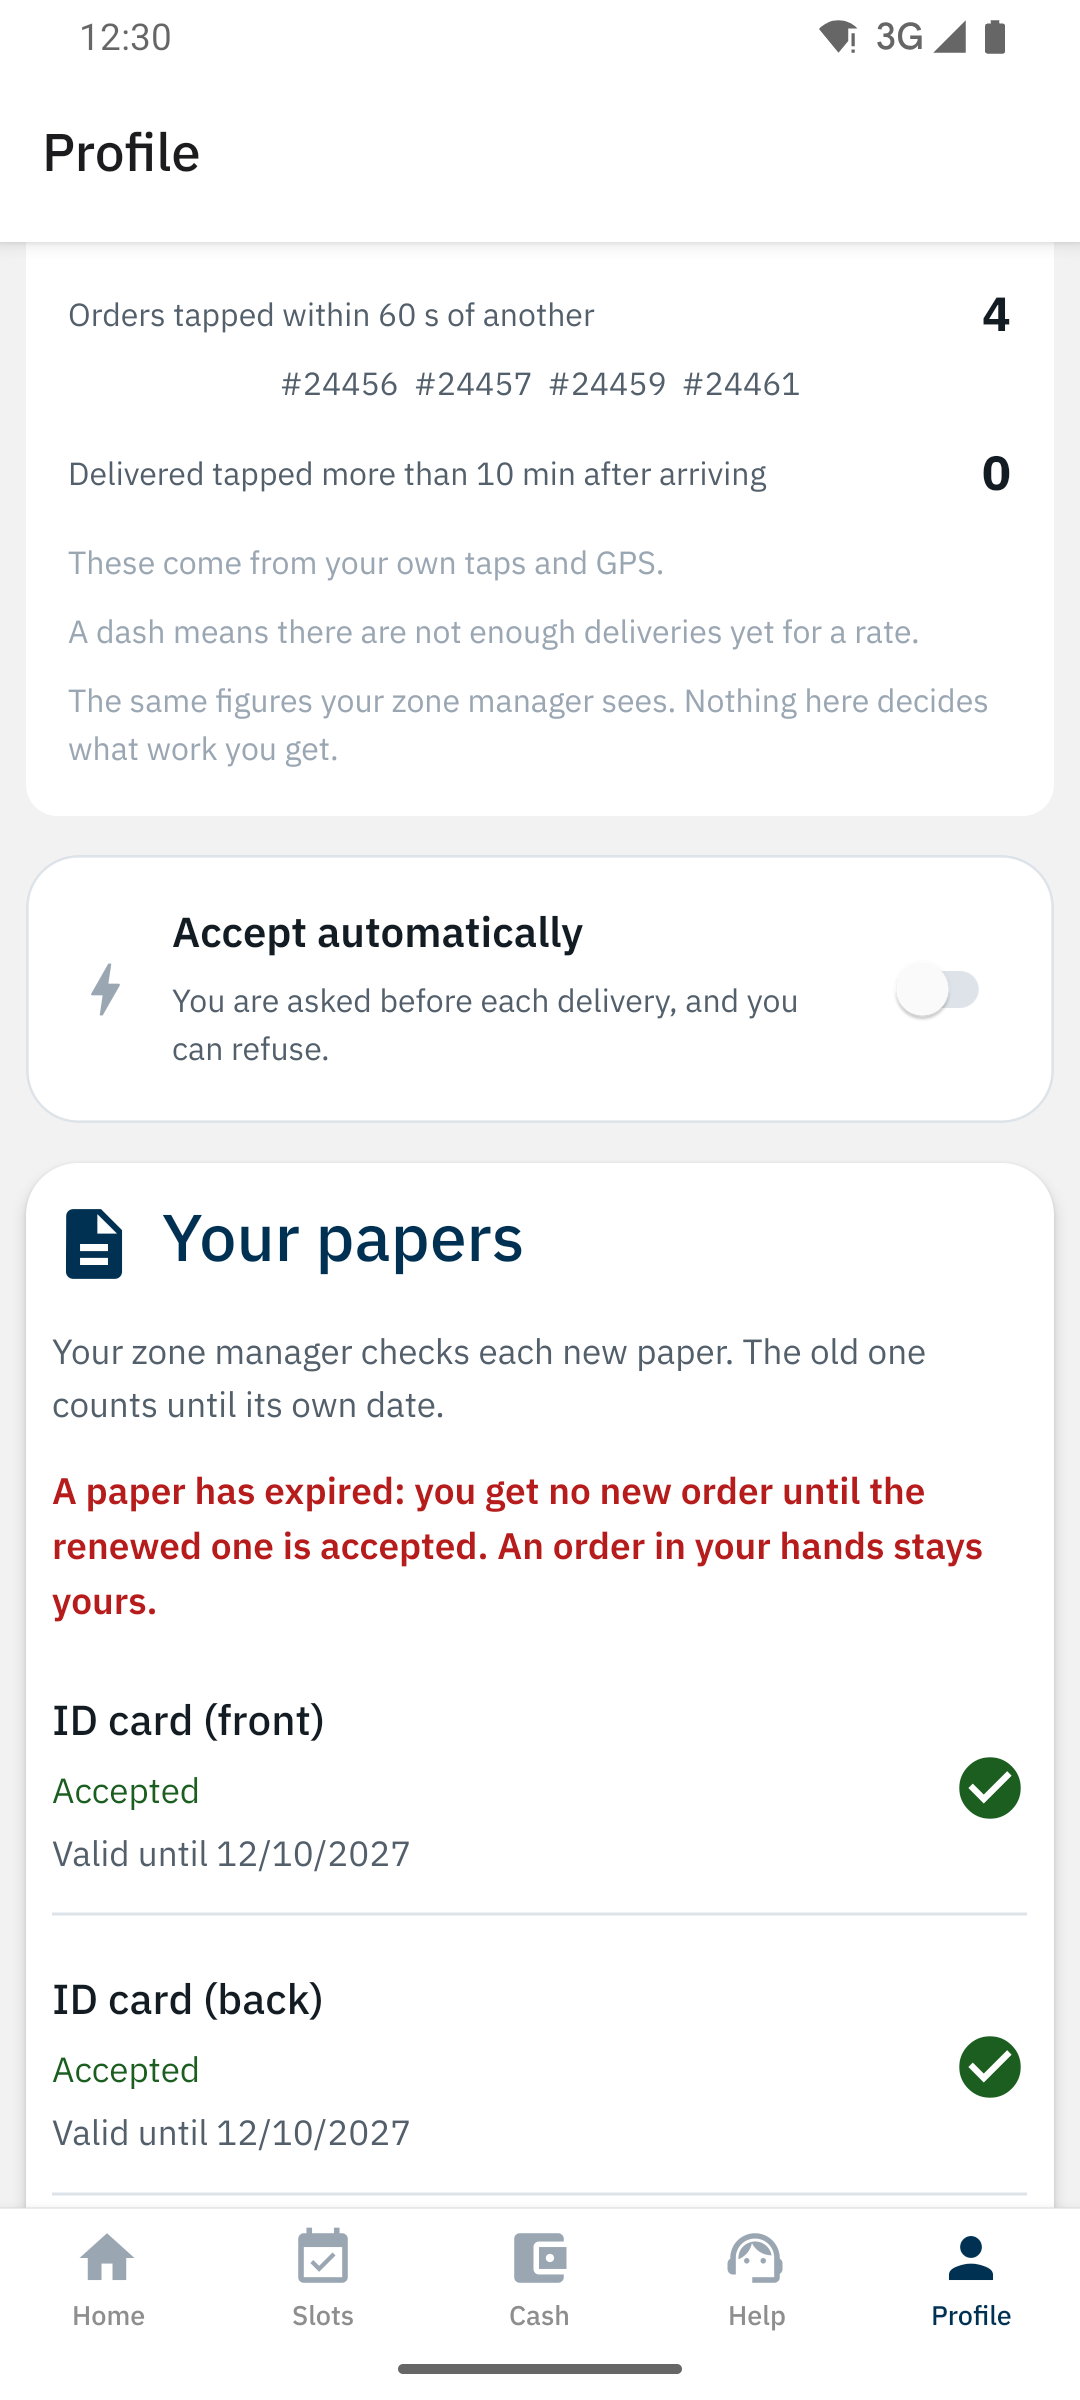 12:30
3G
Profile
Orders tapped within 60 s of another
4
#24456 #24457 #24459 #24461
Delivered tapped more than 10 min after arriving
0
These come from your own taps and GPS.
A dash means there are not enough deliveries yet for a rate.
The same figures your zone manager sees. Nothing here decides
what work you get.
Accept automatically
You are asked before each delivery, and you
can refuse.
Your papers
Your zone manager checks each new paper. The old one
counts until its own date.
A paper has expired: you get no new order until the
renewed one is accepted. An order in your hands stays
yours.
ID card (front)
Accepted
Valid until 12/10/2027
ID card (back)
Accepted
Valid until 12/10/2027
Home
Slots
Cash
Help
Profile